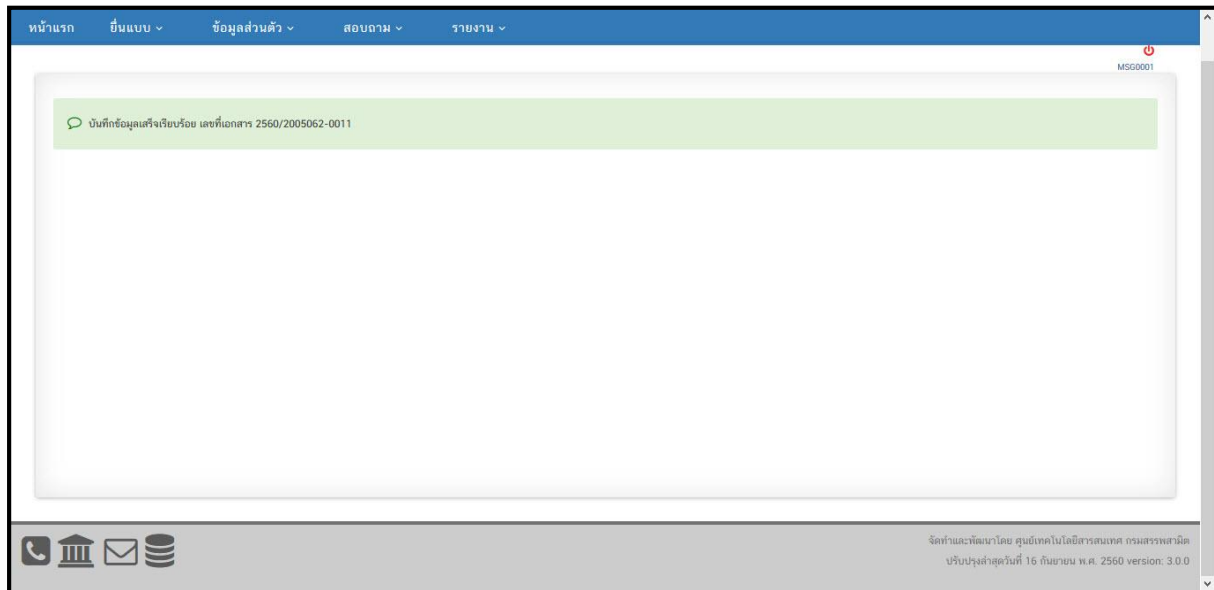 หน้าแรก ยื่นแบบ ข้อมูลส่วนตัว สอบถาม รายงาน
MSG0001
บันทึกข้อมูลเสร็จเรียบร้อย เลขที่เอกสาร 2560/2005062-0011
จัดทำและพัฒนาโดย ศูนย์เทคโนโลยีสารสนเทศ กรมสรรพสามิต
ปรับปรุงล่าสุดวันที่ 16 กันยายน พ.ศ. 2560 version: 3.0.0